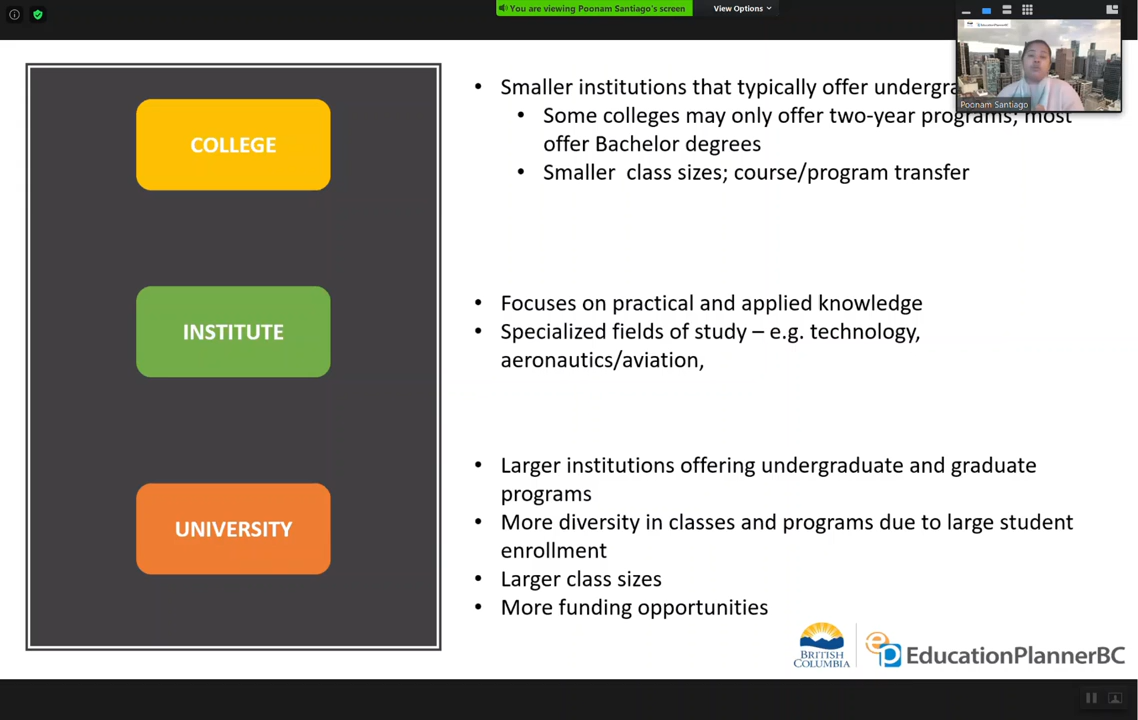 You are viewing Poonam Santiago's screen
View Options
Poonam Santiago
COLLEGE
• Smaller institutions that typically offer
• Some colleges may only offer two-year programs; most
offer Bachelor degrees
• Smaller class sizes; course/program transfer
INSTITUTE
• Focuses on practical and applied knowledge
• Specialized fields of study – e.g. technology,
aeronautics/aviation,
UNIVERSITY
• Larger institutions offering undergraduate and graduate
programs
• More diversity in classes and programs due to large student
enrollment
• Larger class sizes
• More funding opportunities
BRITISH
COLUMBIA
EducationPlannerBC